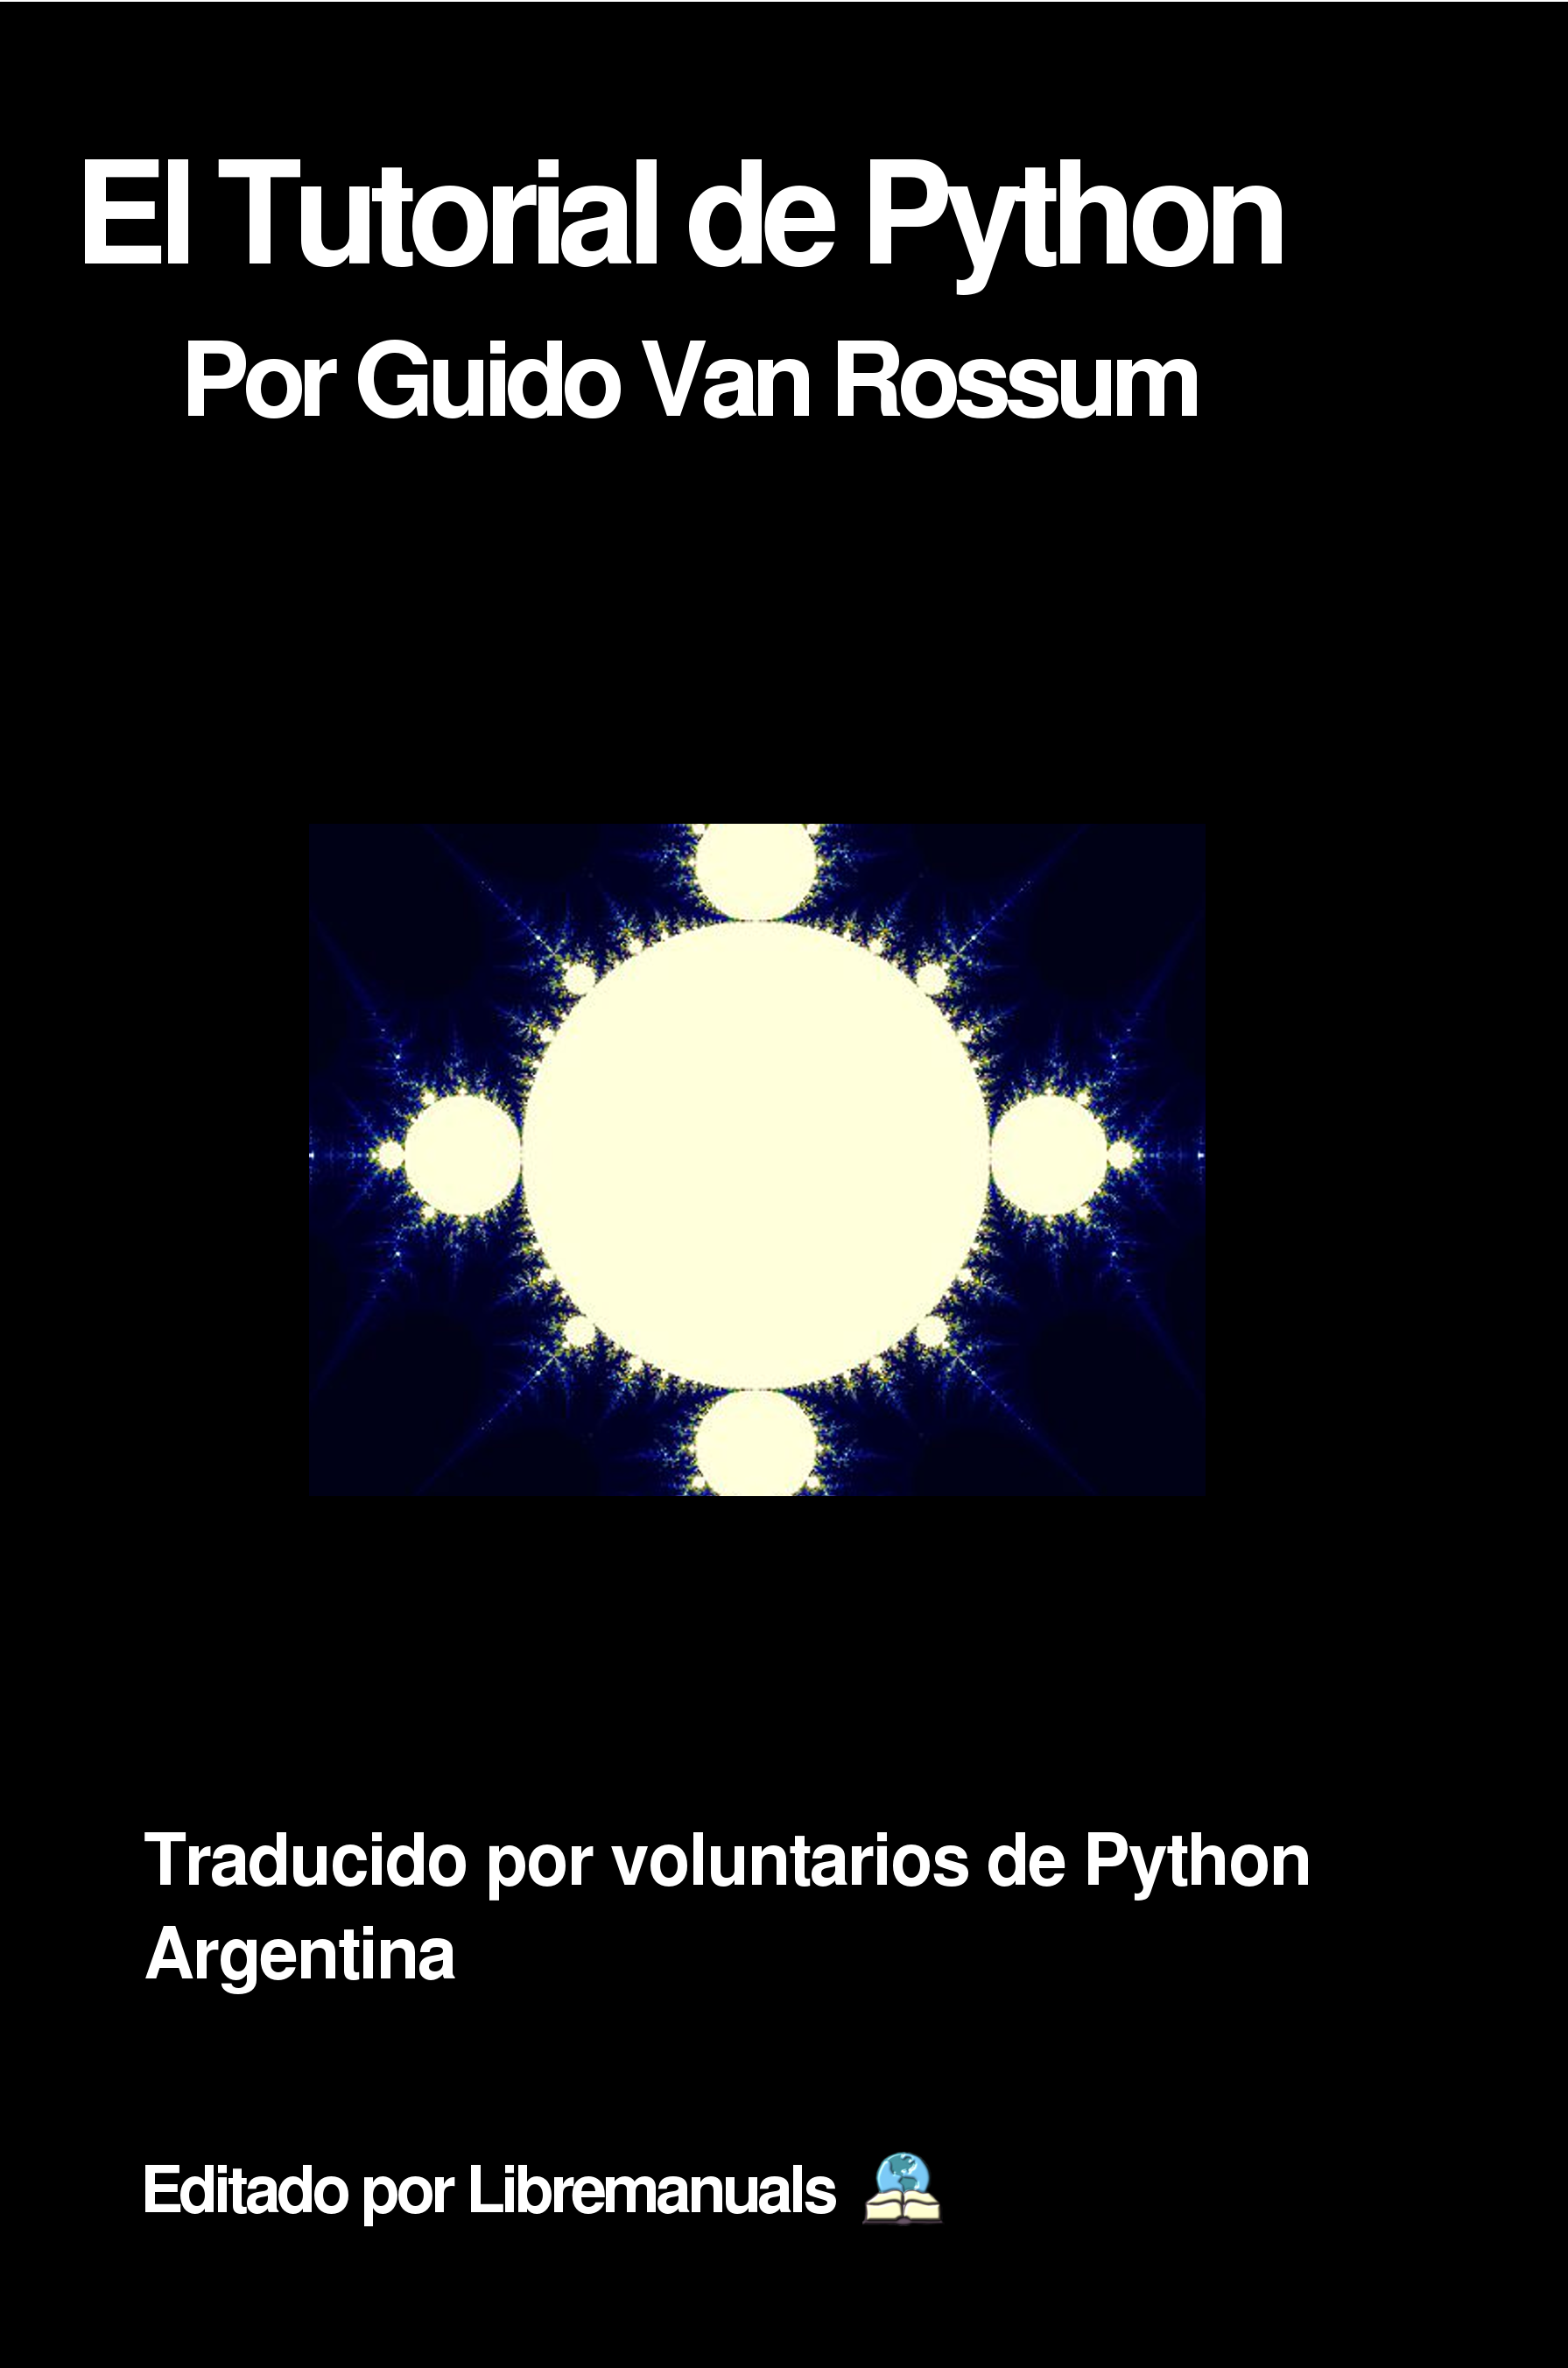 El Tutorial de Python
Por Guido Van Rossum
Traducido por voluntarios de Python
Argentina
Editado por Libremanuals